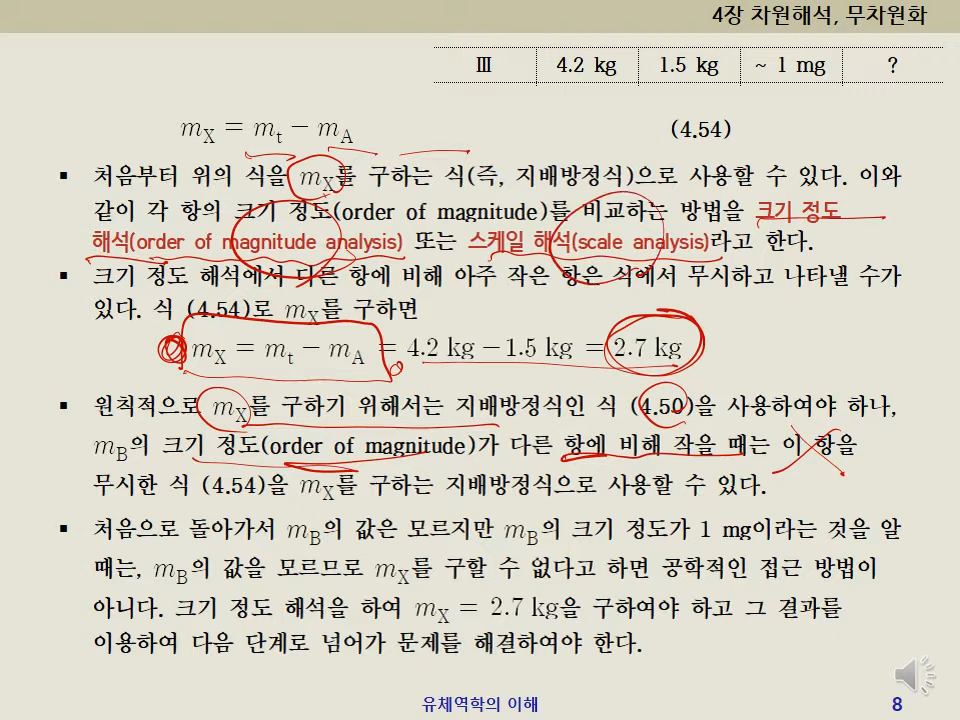 4장 차원해석, 무차원화
Ⅲ 4.2 kg 1.5 kg ~ 1 mg ?
m_X = m_t − m_A (4.54)
▪ 처음부터 위의 식을 m_X를 구하는 식(즉, 지배방정식)으로 사용할 수 있다. 이와
같이 각 항의 크기 정도(order of magnitude)를 비교하는 방법을 크기 정도
해석(order of magnitude analysis) 또는 스케일 해석(scale analysis)라고 한다.
▪ 크기 정도 해석에서 다른 항에 비해 아주 작은 항은 식에서 무시하고 나타낼 수가
있다. 식 (4.54)로 m_X를 구하면
m_X = m_t − m_A = 4.2 kg − 1.5 kg = 2.7 kg
▪ 원칙적으로 m_X를 구하기 위해서는 지배방정식인 식 (4.50)을 사용하여야 하나,
m_B의 크기 정도(order of magnitude)가 다른 항에 비해 작을 때는 이 항을
무시한 식 (4.54)을 m_X를 구하는 지배방정식으로 사용할 수 있다.
▪ 처음으로 돌아가서 m_B의 값은 모르지만 m_B의 크기 정도가 1 mg이라는 것을 알
때는, m_B의 값을 모르므로 m_X를 구할 수 없다고 하면 공학적인 접근 방법이
아니다. 크기 정도 해석을 하여 m_X = 2.7 kg을 구하여야 하고 그 결과를
이용하여 다음 단계로 넘어가 문제를 해결하여야 한다.
유체역학의 이해
8